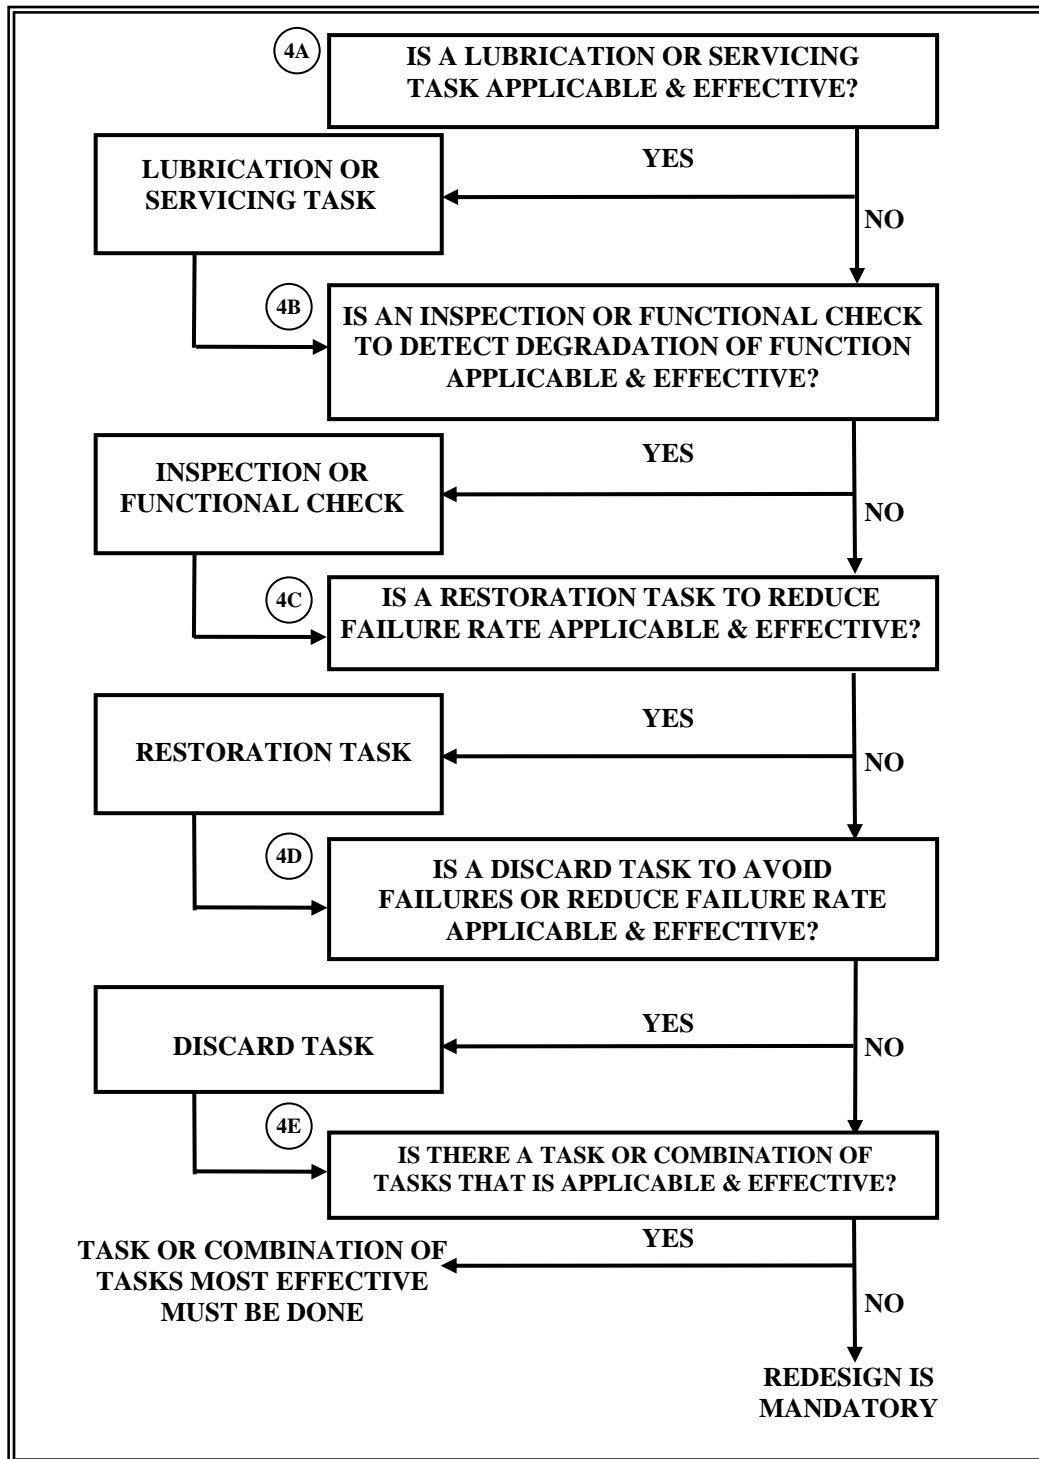 4A
IS A LUBRICATION OR SERVICING
TASK APPLICABLE & EFFECTIVE?
YES
LUBRICATION OR
SERVICING TASK
NO
4B
IS AN INSPECTION OR FUNCTIONAL CHECK
TO DETECT DEGRADATION OF FUNCTION
APPLICABLE & EFFECTIVE?
YES
INSPECTION OR
FUNCTIONAL CHECK
NO
4C
IS A RESTORATION TASK TO REDUCE
FAILURE RATE APPLICABLE & EFFECTIVE?
YES
RESTORATION TASK
NO
4D
IS A DISCARD TASK TO AVOID
FAILURES OR REDUCE FAILURE RATE
APPLICABLE & EFFECTIVE?
YES
DISCARD TASK
NO
4E
IS THERE A TASK OR COMBINATION OF
TASKS THAT IS APPLICABLE & EFFECTIVE?
YES
TASK OR COMBINATION OF
TASKS MOST EFFECTIVE
MUST BE DONE
NO
REDESIGN IS
MANDATORY